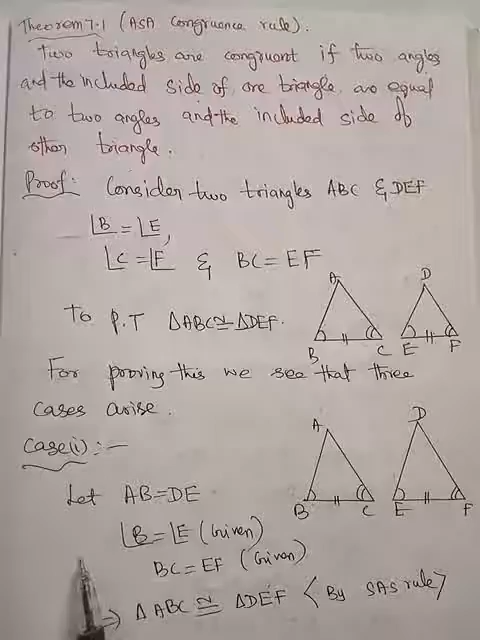 Theorem 7.1 (ASA Congruence rule).
Two triangles are congruent if two angles
and the included side of one triangle are equal
to two angles and the included side of
other triangle.
Proof: Consider two triangles ABC & DEF
∠B = ∠E,
∠C = ∠F & BC = EF
To P.T ΔABC ≅ ΔDEF.
A
D
B
C
E
F
For proving this we see that three
cases arise.
Case(i) :-
A
D
B
C
E
F
Let AB = DE
∠B = ∠E (Given)
BC = EF (Given)
⇒ Δ ABC ≅ ΔDEF < By SAS rule >